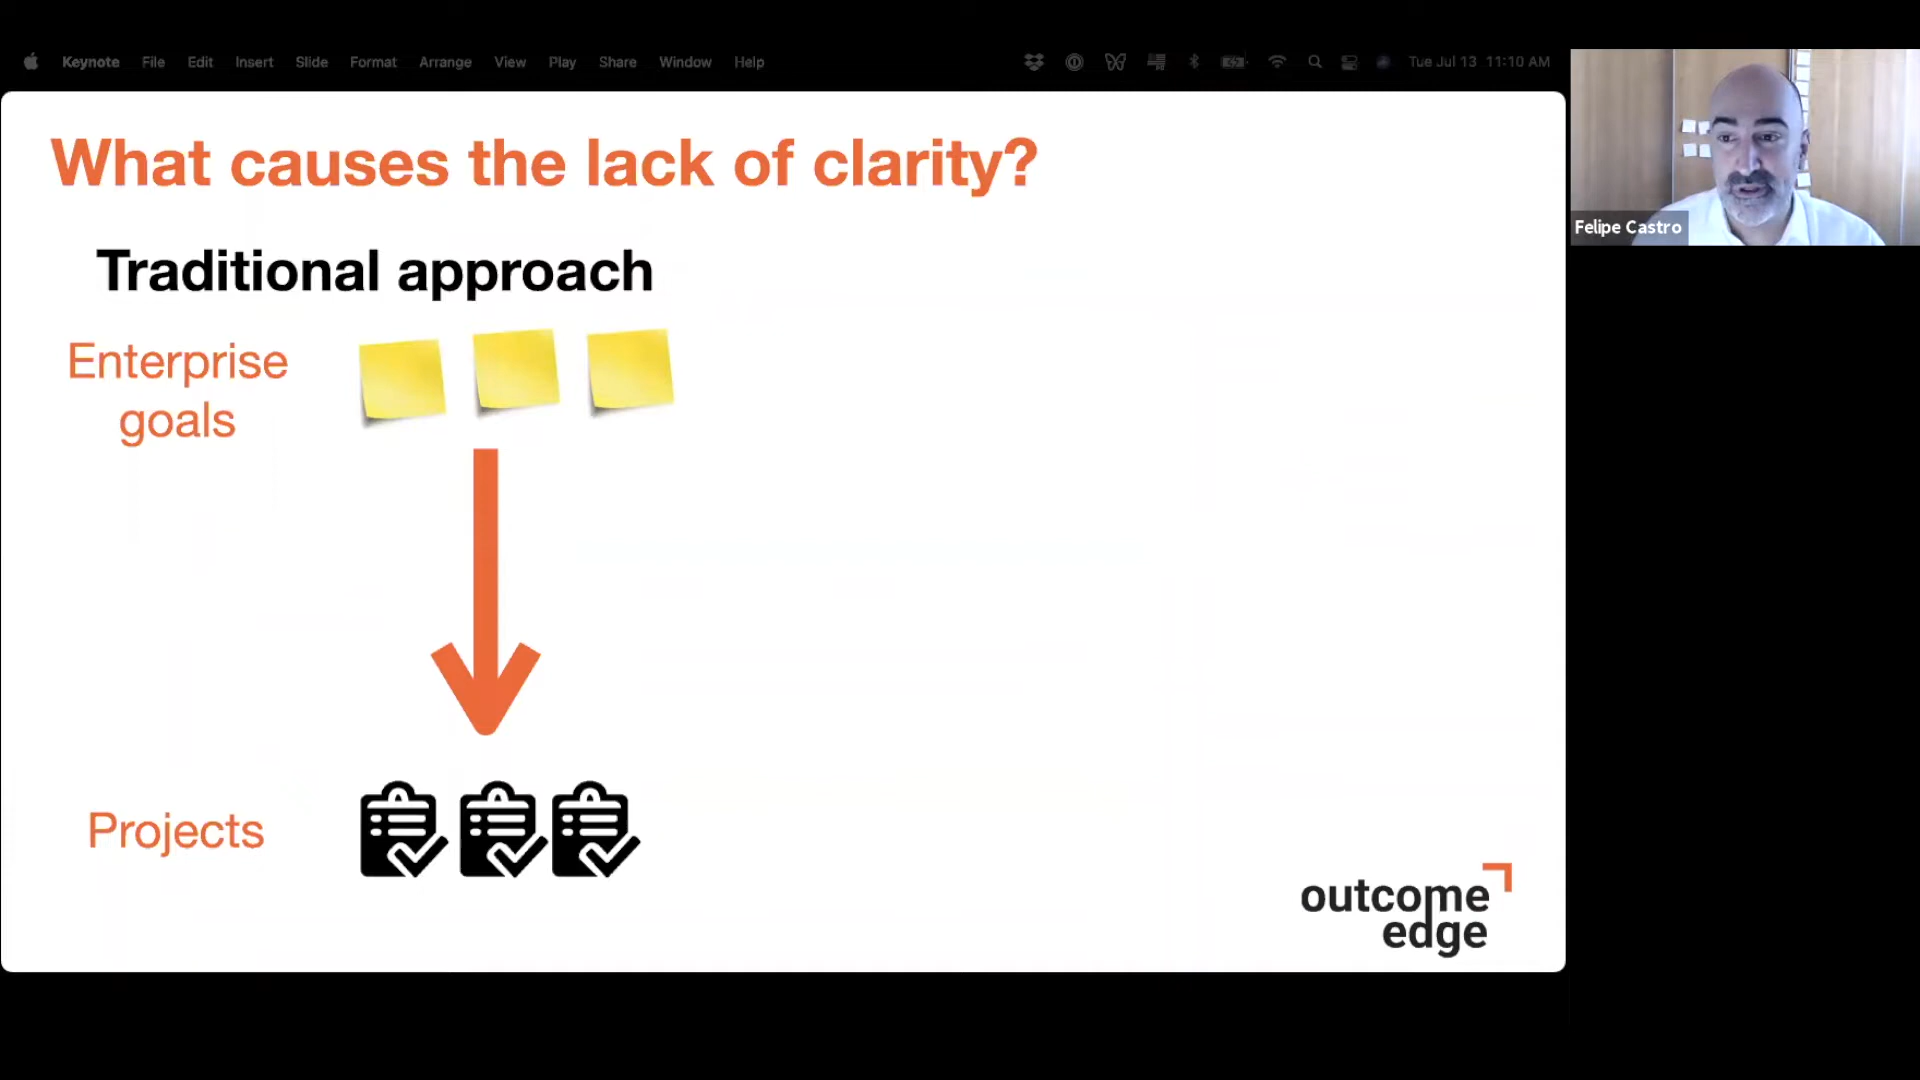 Keynote File Edit Insert Slide Format Arrange View Play Share Window Help Tue Jul 13 11:10 AM
What causes the lack of clarity?
Traditional approach
Enterprise
goals
Projects
outcome
edge
Felipe Castro